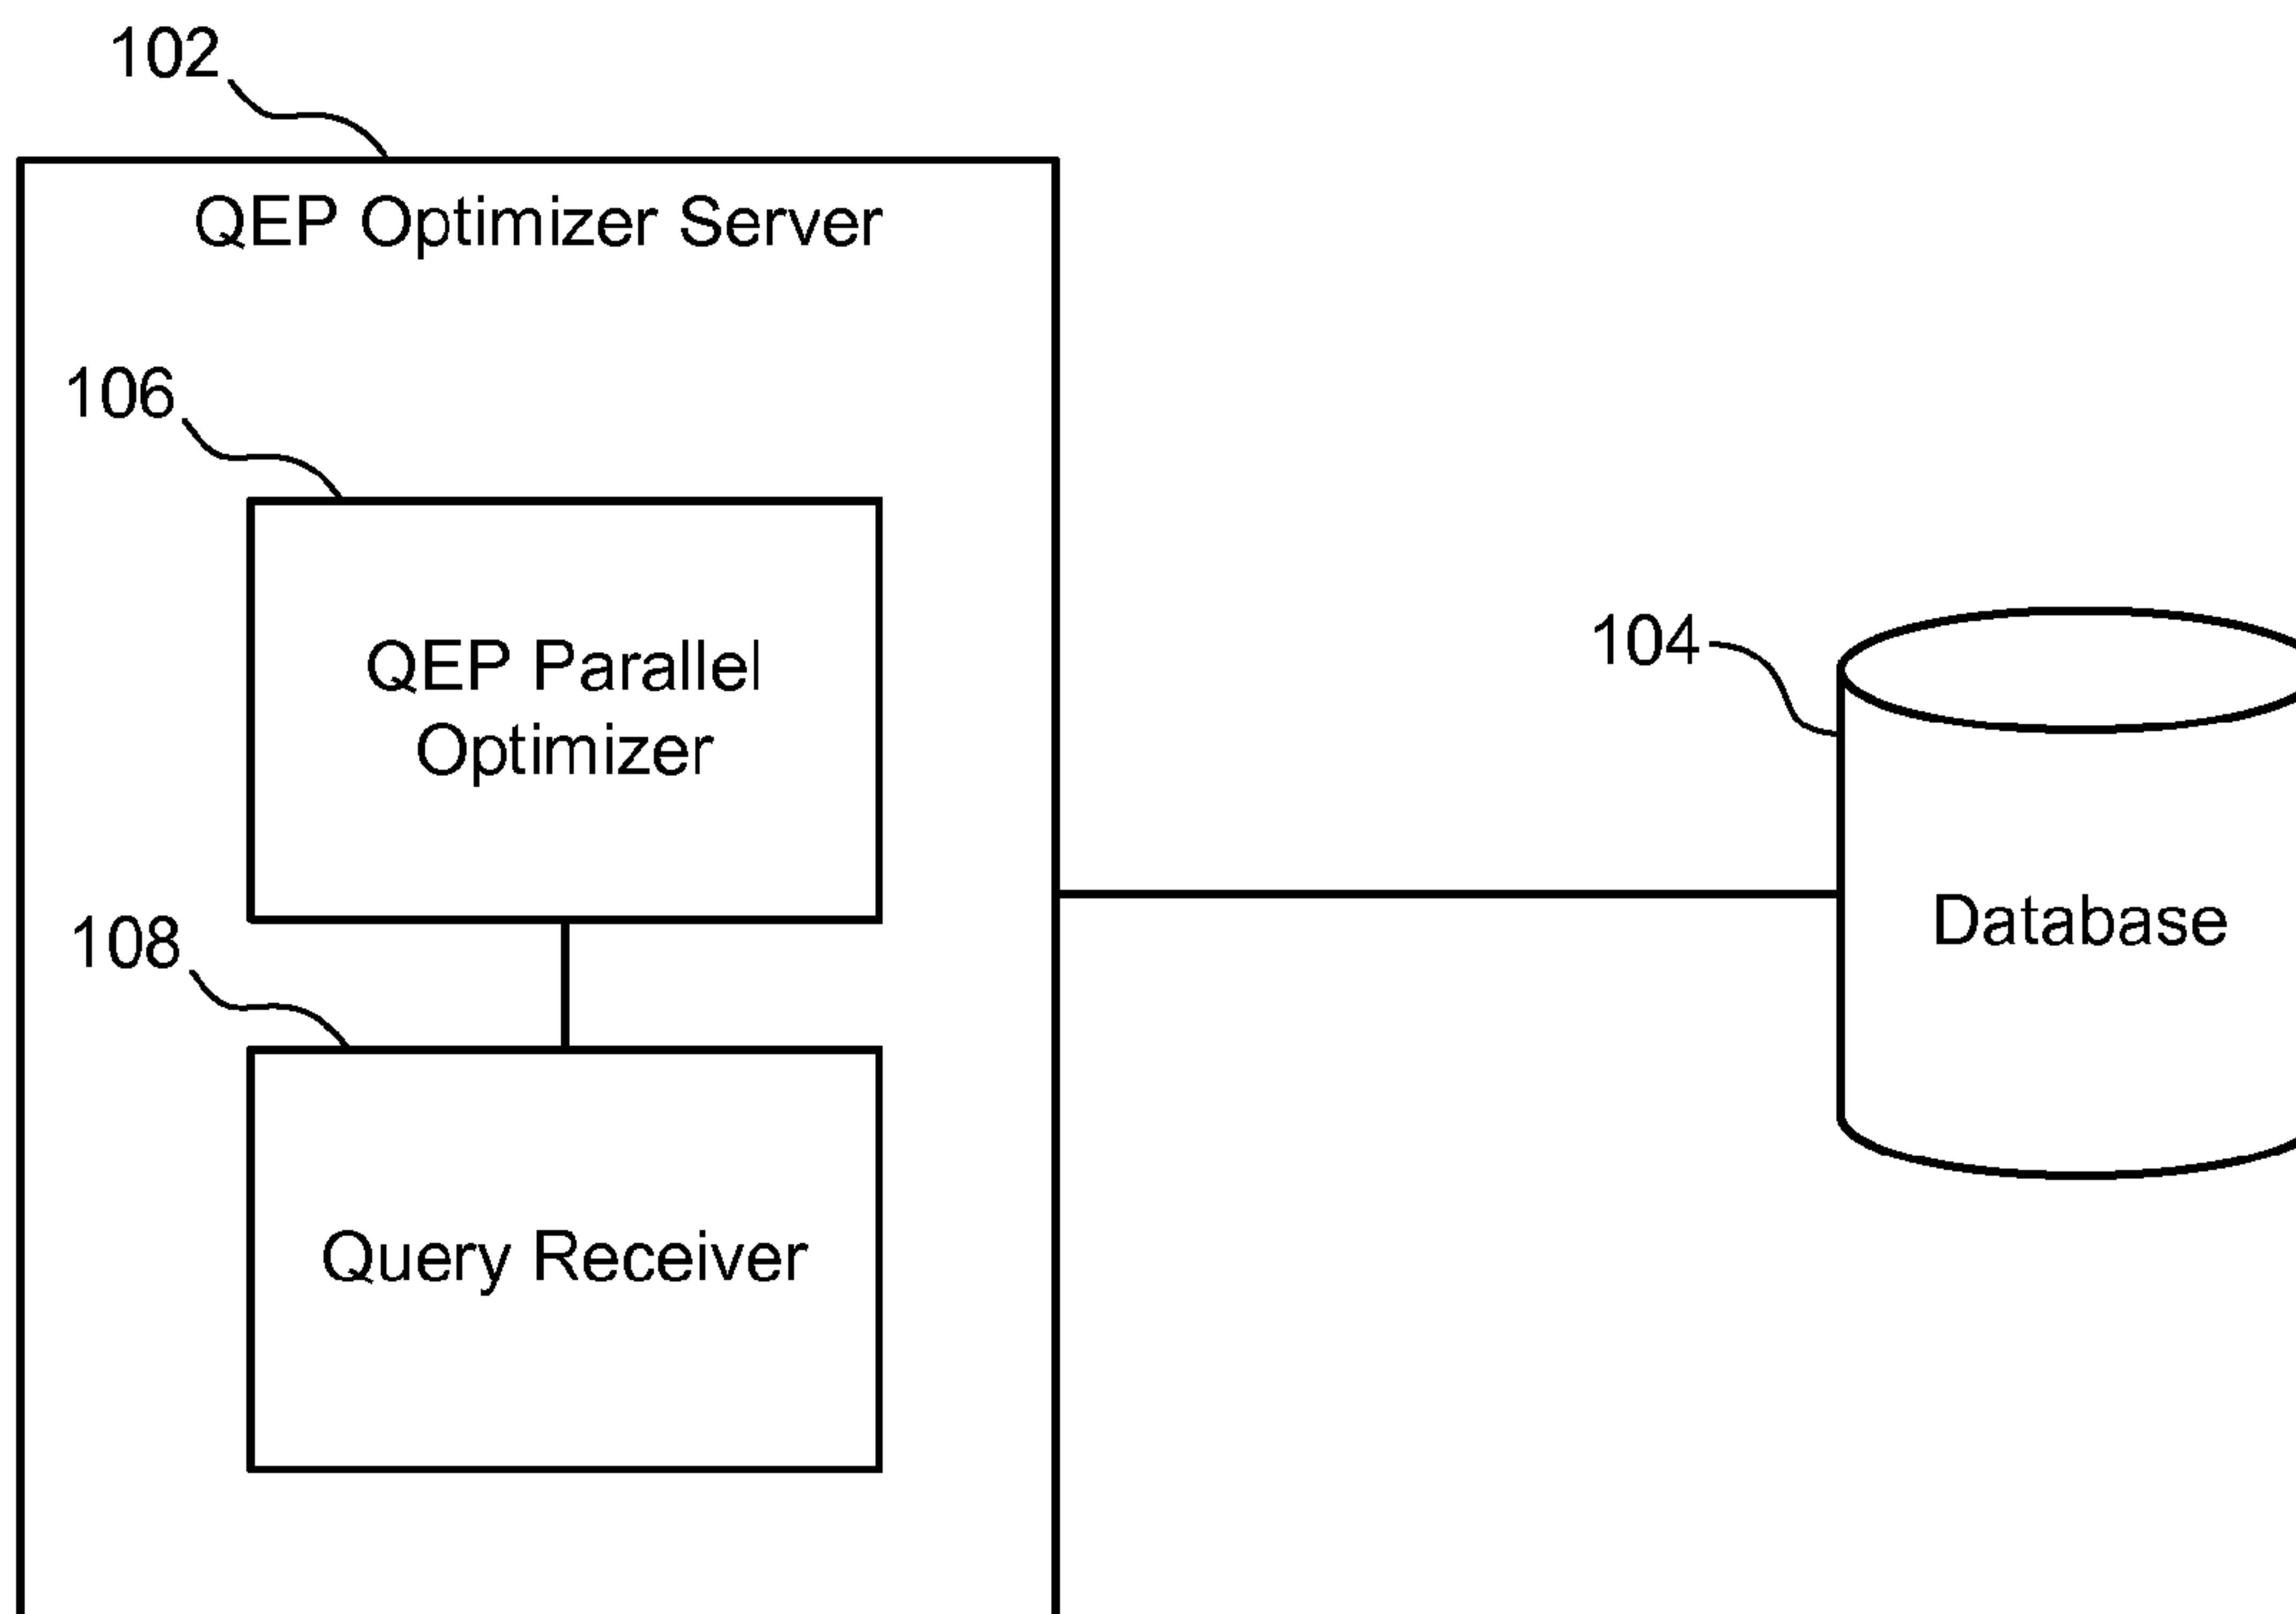 102
QEP Optimizer Server
106
QEP Parallel
Optimizer
104
Database
108
Query Receiver